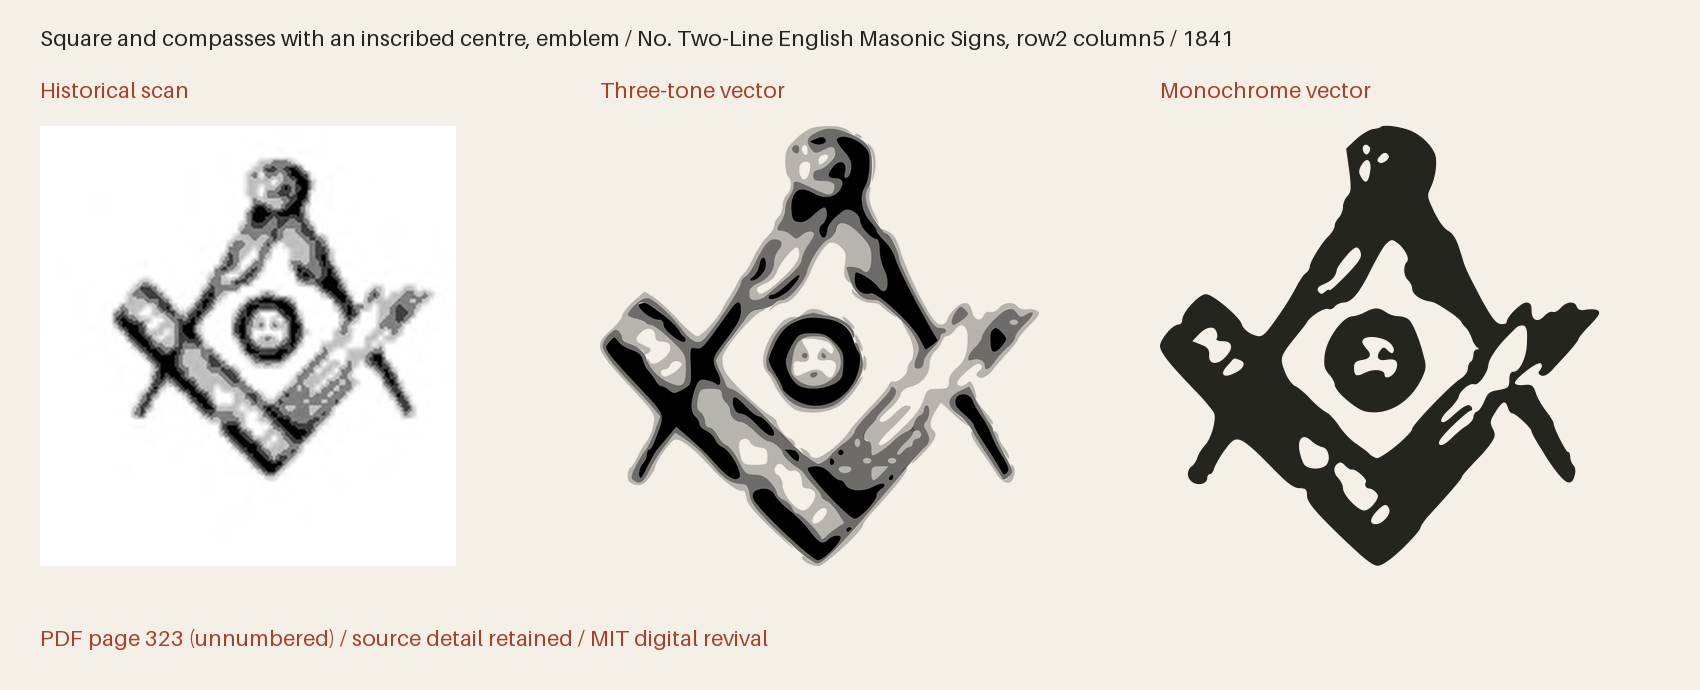 Square and compasses with an inscribed centre, emblem / No. Two-Line English Masonic Signs, row2 column5 / 1841
Historical scan
Three-tone vector
Monochrome vector
PDF page 323 (unnumbered) / source detail retained / MIT digital revival